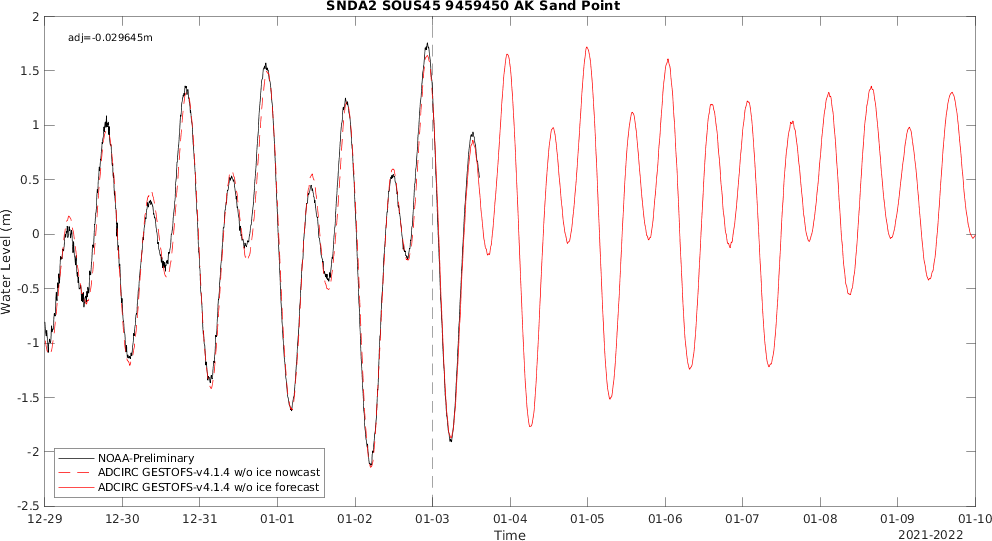 SNDA2 SOUS45 9459450 AK Sand Point
adj=-0.029645m
2
1.5
1
0.5
0
-0.5
-1
-1.5
-2
-2.5
Water Level (m)
NOAA-Preliminary
ADCIRC GESTOFS-v4.1.4 w/o ice nowcast
ADCIRC GESTOFS-v4.1.4 w/o ice forecast
12-29 12-30 12-31 01-01 01-02 01-03 01-04 01-05 01-06 01-07 01-08 01-09 01-10
Time
2021-2022